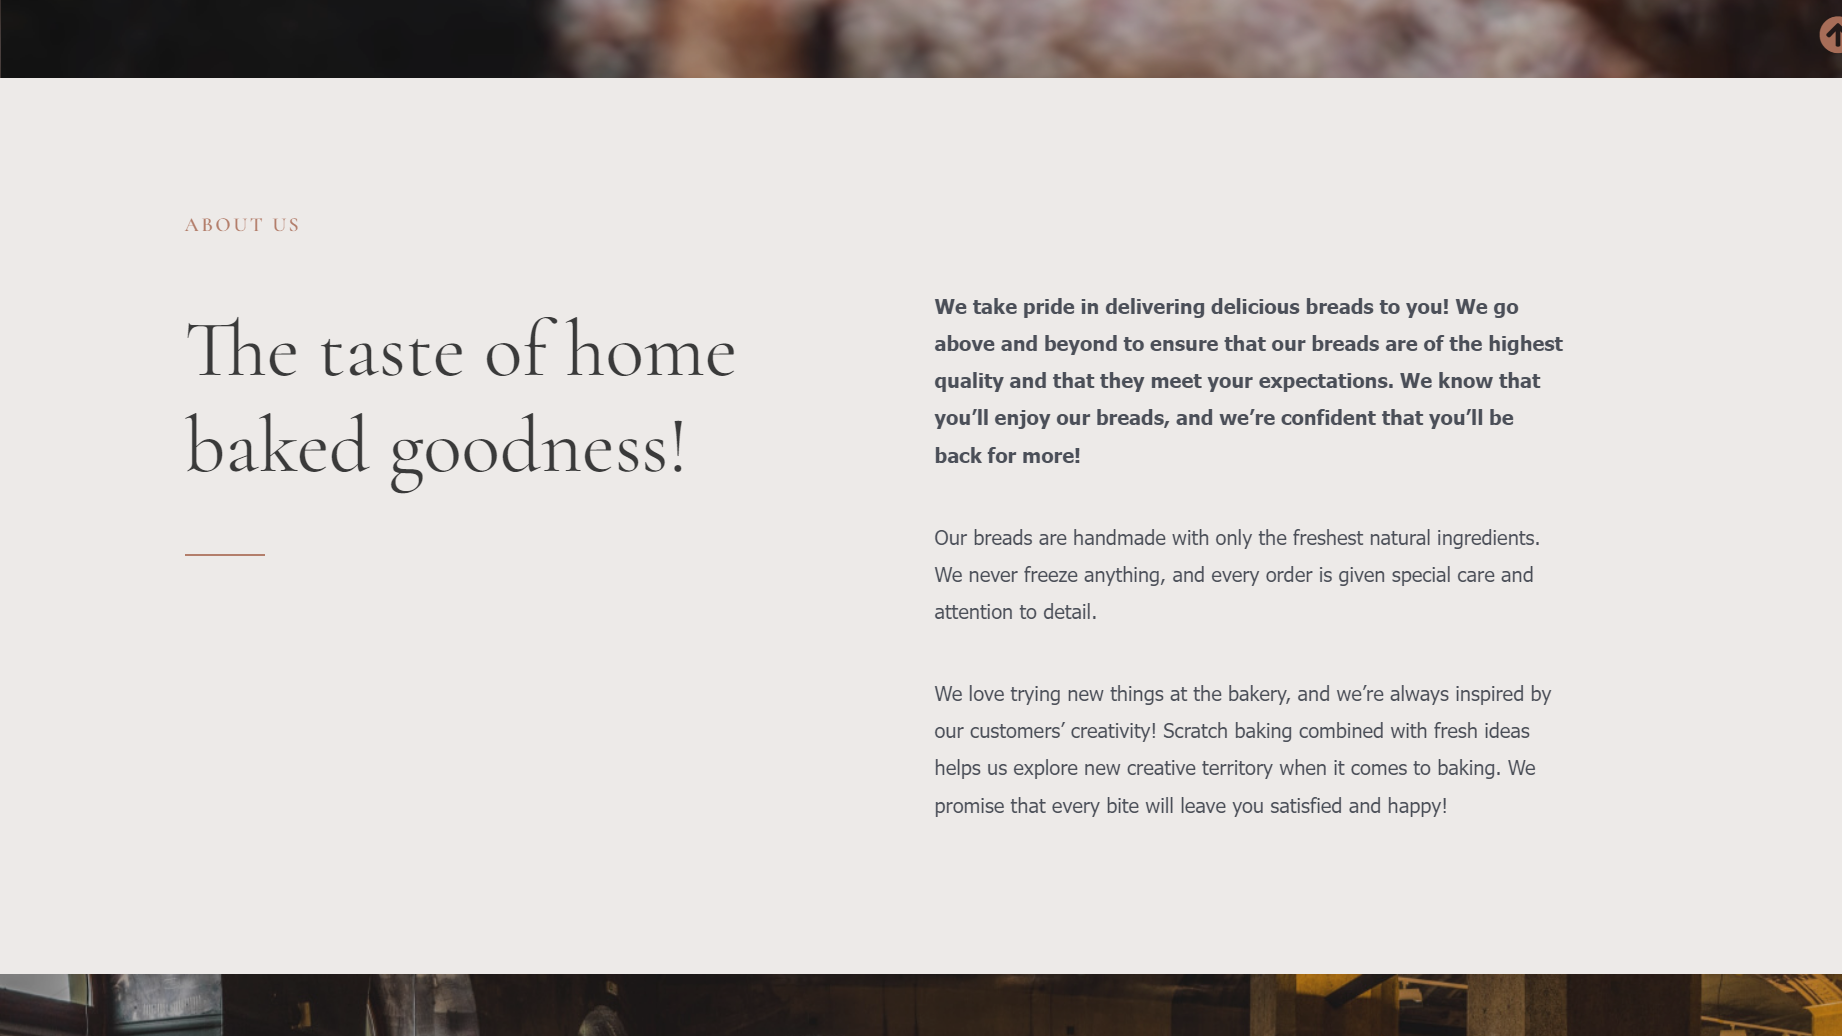 ABOUT US
The taste of home
baked goodness!
We take pride in delivering delicious breads to you! We go
above and beyond to ensure that our breads are of the highest
quality and that they meet your expectations. We know that
you’ll enjoy our breads, and we’re confident that you’ll be
back for more!
Our breads are handmade with only the freshest natural ingredients.
We never freeze anything, and every order is given special care and
attention to detail.
We love trying new things at the bakery, and we’re always inspired by
our customers’ creativity! Scratch baking combined with fresh ideas
helps us explore new creative territory when it comes to baking. We
promise that every bite will leave you satisfied and happy!